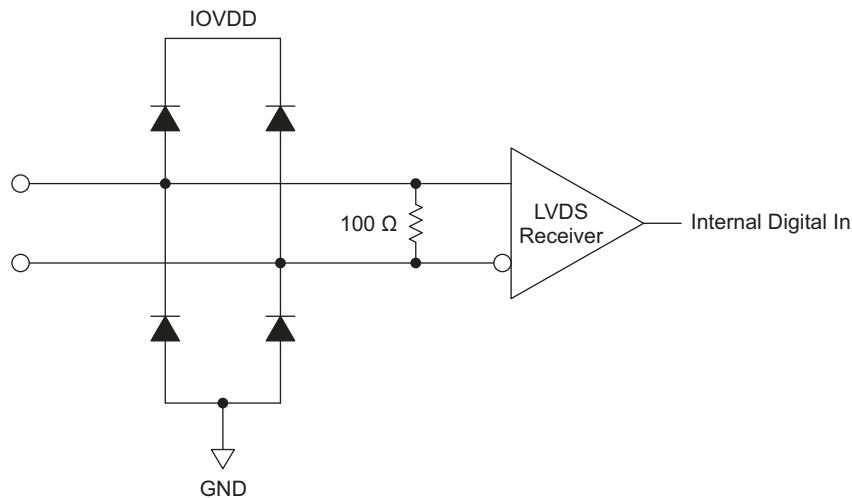 IOVDD
100 Ω
LVDS
Receiver
Internal Digital In
GND